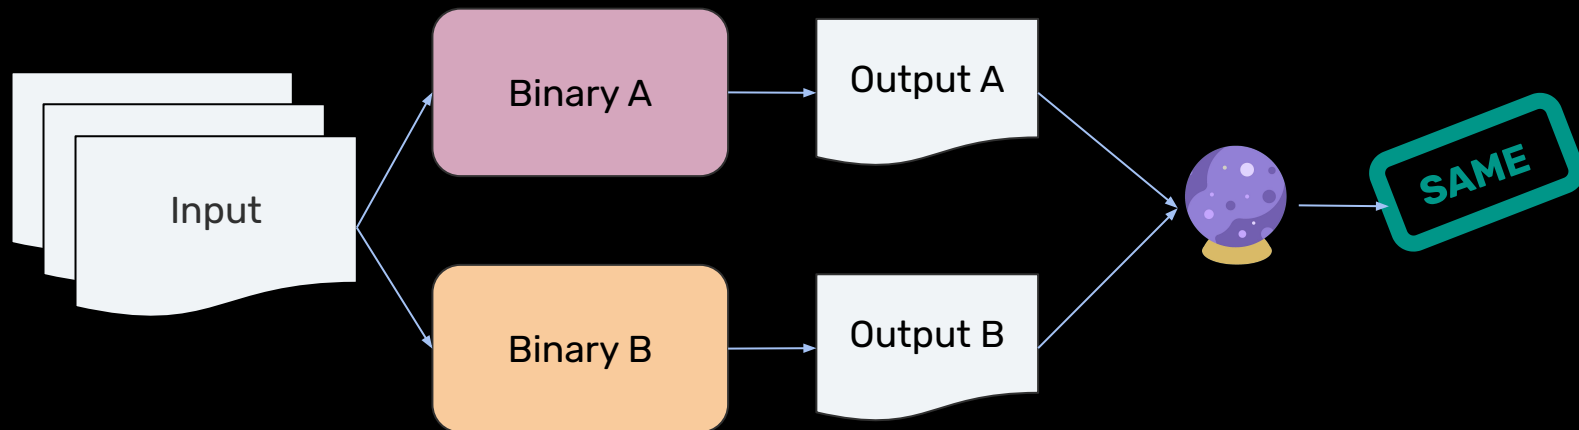 Input
Binary A
Output A
Binary B
Output B
SAME